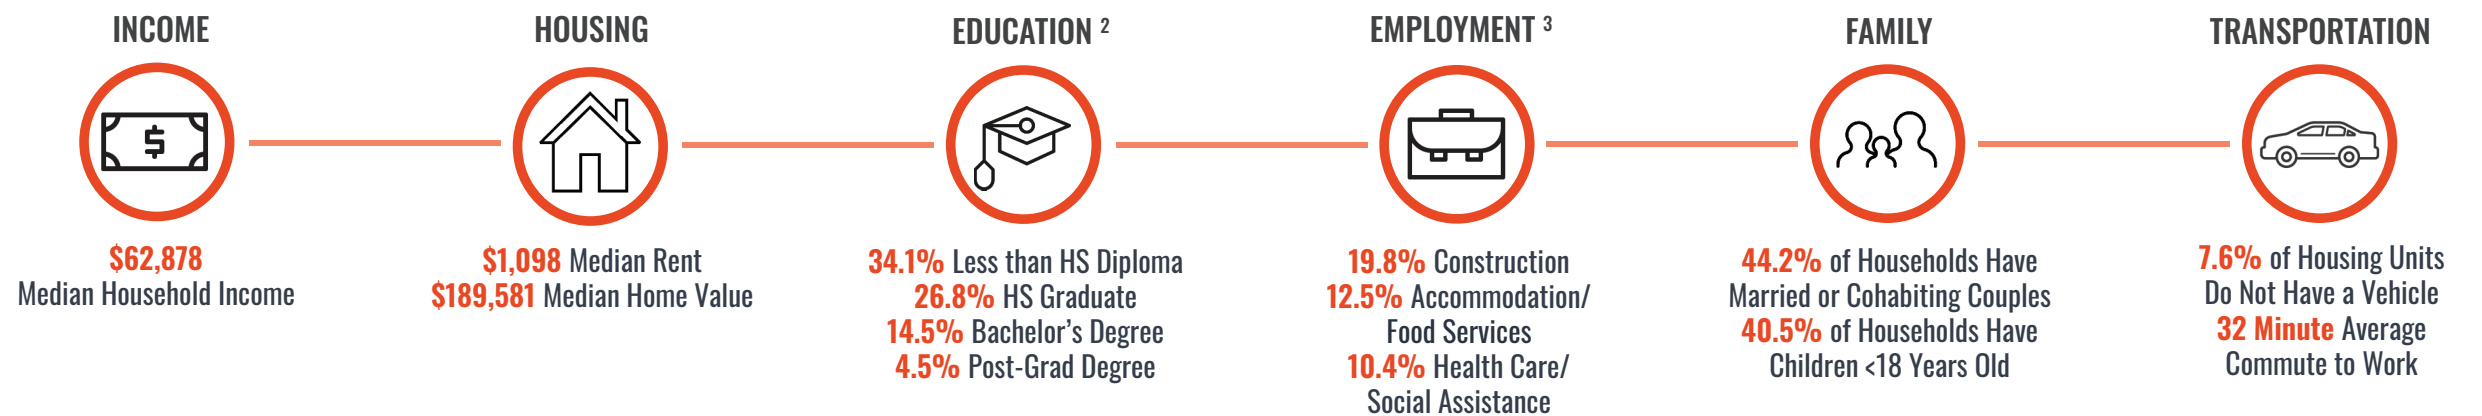 INCOME
$
$62,878
Median Household Income
HOUSING
$1,098 Median Rent
$189,581 Median Home Value
EDUCATION 2
34.1% Less than HS Diploma
26.8% HS Graduate
14.5% Bachelor’s Degree
4.5% Post-Grad Degree
EMPLOYMENT 3
19.8% Construction
12.5% Accommodation/
Food Services
10.4% Health Care/
Social Assistance
FAMILY
44.2% of Households Have
Married or Cohabiting Couples
40.5% of Households Have
Children <18 Years Old
TRANSPORTATION
7.6% of Housing Units
Do Not Have a Vehicle
32 Minute Average
Commute to Work